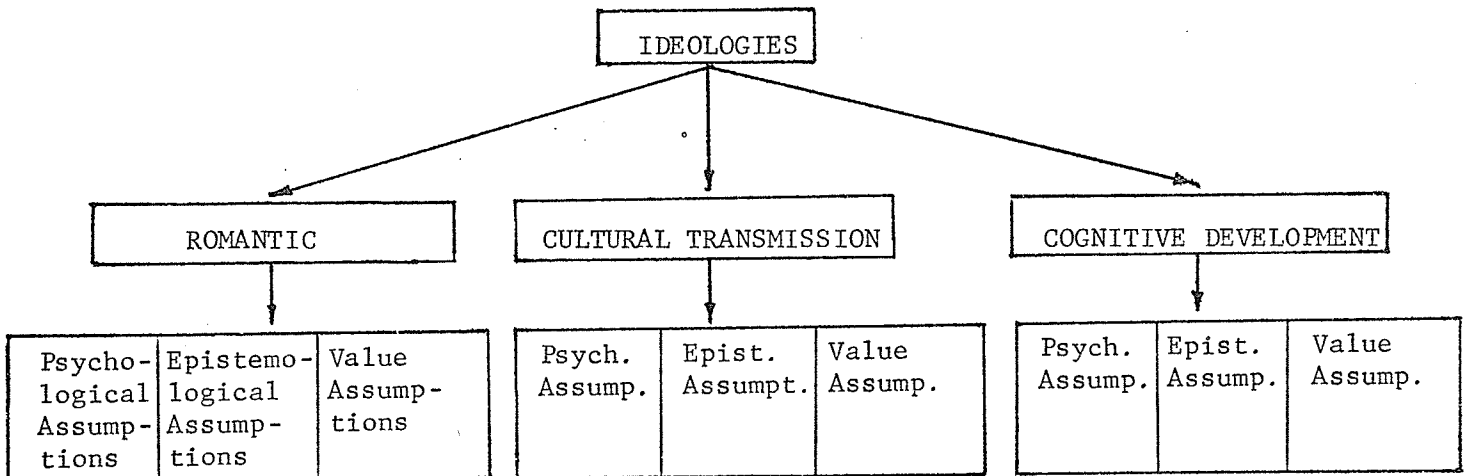 IDEOLOGIES
ROMANTIC
CULTURAL TRANSMISSION
COGNITIVE DEVELOPMENT
Psycho-
logical
Assump-
tions
Epistemo-
logical
Assump-
tions
Value
Assump-
tions
Psych.
Assump.
Epist.
Assumpt.
Value
Assump.
Psych.
Assump.
Epist.
Assump.
Value
Assump.